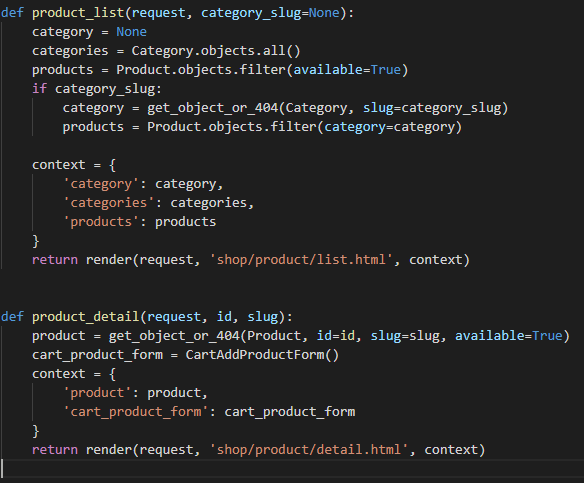 def product_list(request, category_slug=None):
    category = None
    categories = Category.objects.all()
    products = Product.objects.filter(available=True)
    if category_slug:
        category = get_object_or_404(Category, slug=category_slug)
        products = Product.objects.filter(category=category)

    context = {
        'category': category,
        'categories': categories,
        'products': products
    }
    return render(request, 'shop/product/list.html', context)


def product_detail(request, id, slug):
    product = get_object_or_404(Product, id=id, slug=slug, available=True)
    cart_product_form = CartAddProductForm()
    context = {
        'product': product,
        'cart_product_form': cart_product_form
    }
    return render(request, 'shop/product/detail.html', context)